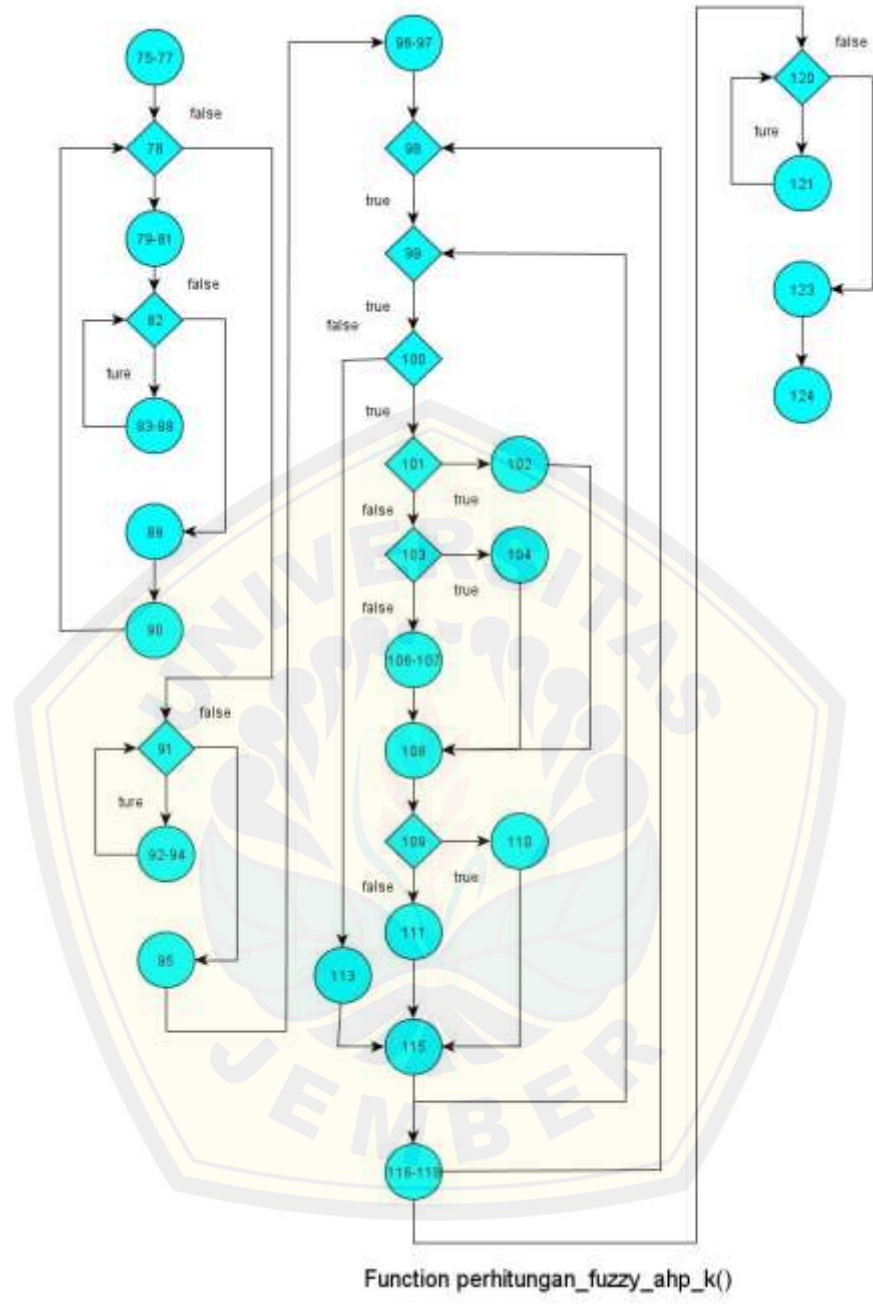 75-77
false
78
79-81
false
82
ture
83-88
89
90
false
91
ture
92-94
95
96-97
98
true
99
true
false
100
true
101
102
true
false
103
104
true
false
106-107
108
109
110
true
false
111
113
115
false
120
ture
121
123
124
UNIVERSITAS
JEMBER
Function perhitungan_fuzzy_ahp_k()